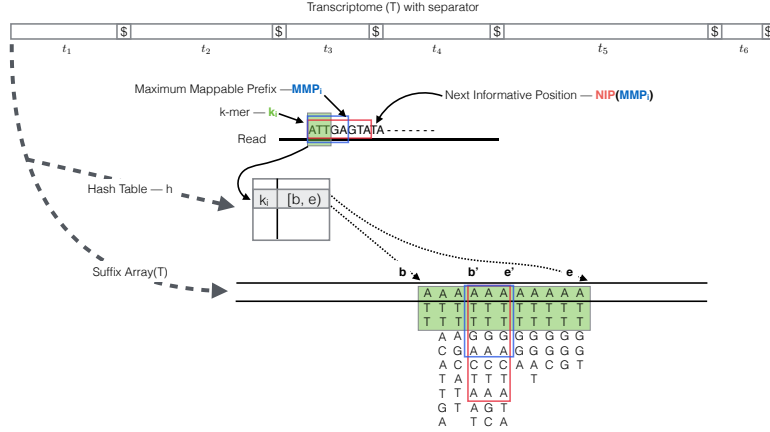 Transcriptome (T) with separator
$ $ $ $ $ $
t1 t2 t3 t4 t5 t6
Maximum Mappable Prefix —MMPi
Next Informative Position — NIP(MMPi)
k-mer — ki
Read ATTGAGTATA - - - - - -
Hash Table — h
ki [b, e)
Suffix Array(T)
b b' e' e
A A A A A A A A A A A
T T T T T T T T T T T
T T T T T T T T T T T
A A G G G G G G G G
C G A A A G G G G G
A C C C C A A C G T
T A T T T T
T T A A A
G T A G T
A T C A